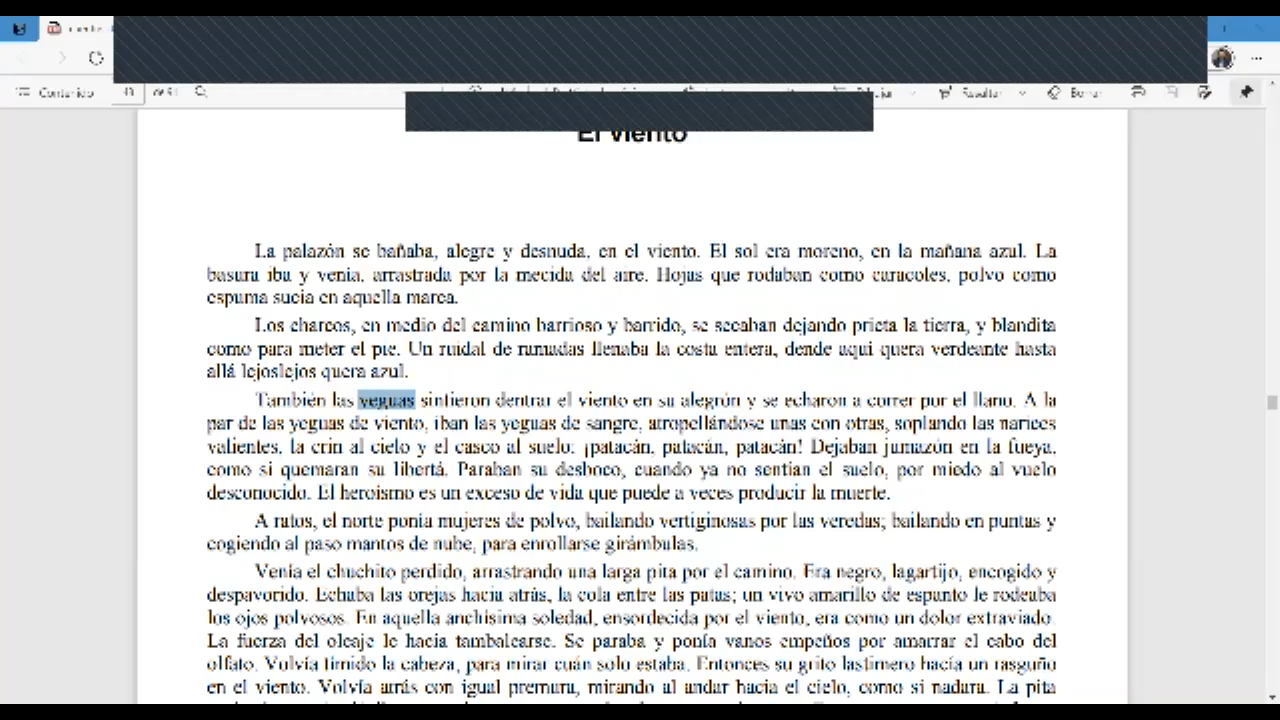 Contenido
El viento
La palazón se bañaba, alegre y desnuda, en el viento. El sol era moreno, en la mañana azul. La
basura iba y venía, arrastrada por la mecida del aire. Hojas que rodaban como caracoles, polvo como
espuma sucia en aquella marea.
Los charcos, en medio del camino barrioso y barrido, se secaban dejando prieta la tierra, y blandita
como para meter el pie. Un ruidal de ramadas llenaba la costa entera, dende aquí quera verdeante hasta
allá lejoslejos quera azul.
También las yeguas sintieron dentrar el viento en su alegrón y se echaron a correr por el llano. A la
par de las yeguas de viento, iban las yeguas de sangre, atropellándose unas con otras, soplando las narices
valientes, la crin al cielo y el casco al suelo: ¡patacán, patacán, patacán! Dejaban jumazón en la fueya,
como si quemaran su libertá. Paraban su desboco, cuando ya no sentían el suelo, por miedo al vuelo
desconocido. El heroísmo es un exceso de vida que puede a veces producir la muerte.
A ratos, el norte ponía mujeres de polvo, bailando vertiginosas por las veredas; bailando en puntas y
cogiendo al paso mantos de nube, para enrollarse girámbulas.
Venía el chuchito perdido, arrastrando una larga pita por el camino. Era negro, lagartijo, encogido y
despavorido. Echaba las orejas hacia atrás, la cola entre las patas; un vivo amarillo de espanto le rodeaba
los ojos polvosos. En aquella anchísima soledad, ensordecida por el viento, era como un dolor extraviado.
La fuerza del oleaje le hacía tambalearse. Se paraba y ponía vanos empeños por amarrar el cabo del
olfato. Volvía tímido la cabeza, para mirar cuán solo estaba. Entonces su grito lastimero hacía un rasguño
en el viento. Volvía atrás con igual premura, mirando al andar hacia el cielo, como si nadara. La pita